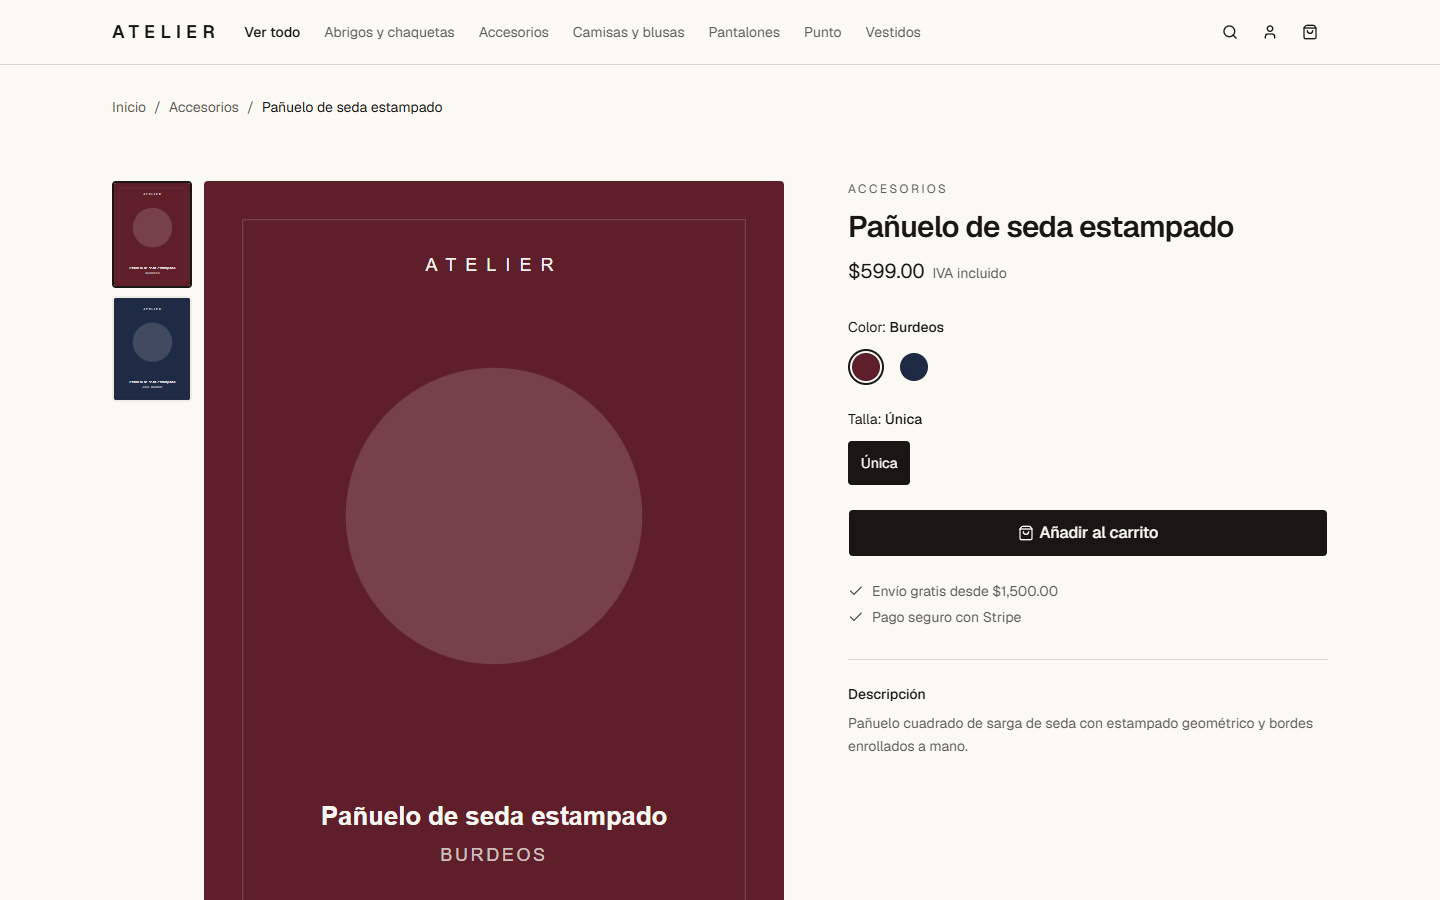 ATELIER
Ver todo
Abrigos y chaquetas
Accesorios
Camisas y blusas
Pantalones
Punto
Vestidos
Inicio / Accesorios / Pañuelo de seda estampado
ATELIER
ATELIER
ATELIER
Pañuelo de seda estampado
BURDEOS
ACCESORIOS
Pañuelo de seda estampado
$599.00 IVA incluido
Color: Burdeos
Talla: Única
Única
Añadir al carrito
Envío gratis desde $1,500.00
Pago seguro con Stripe
Descripción
Pañuelo cuadrado de sarga de seda con estampado geométrico y bordes
enrollados a mano.